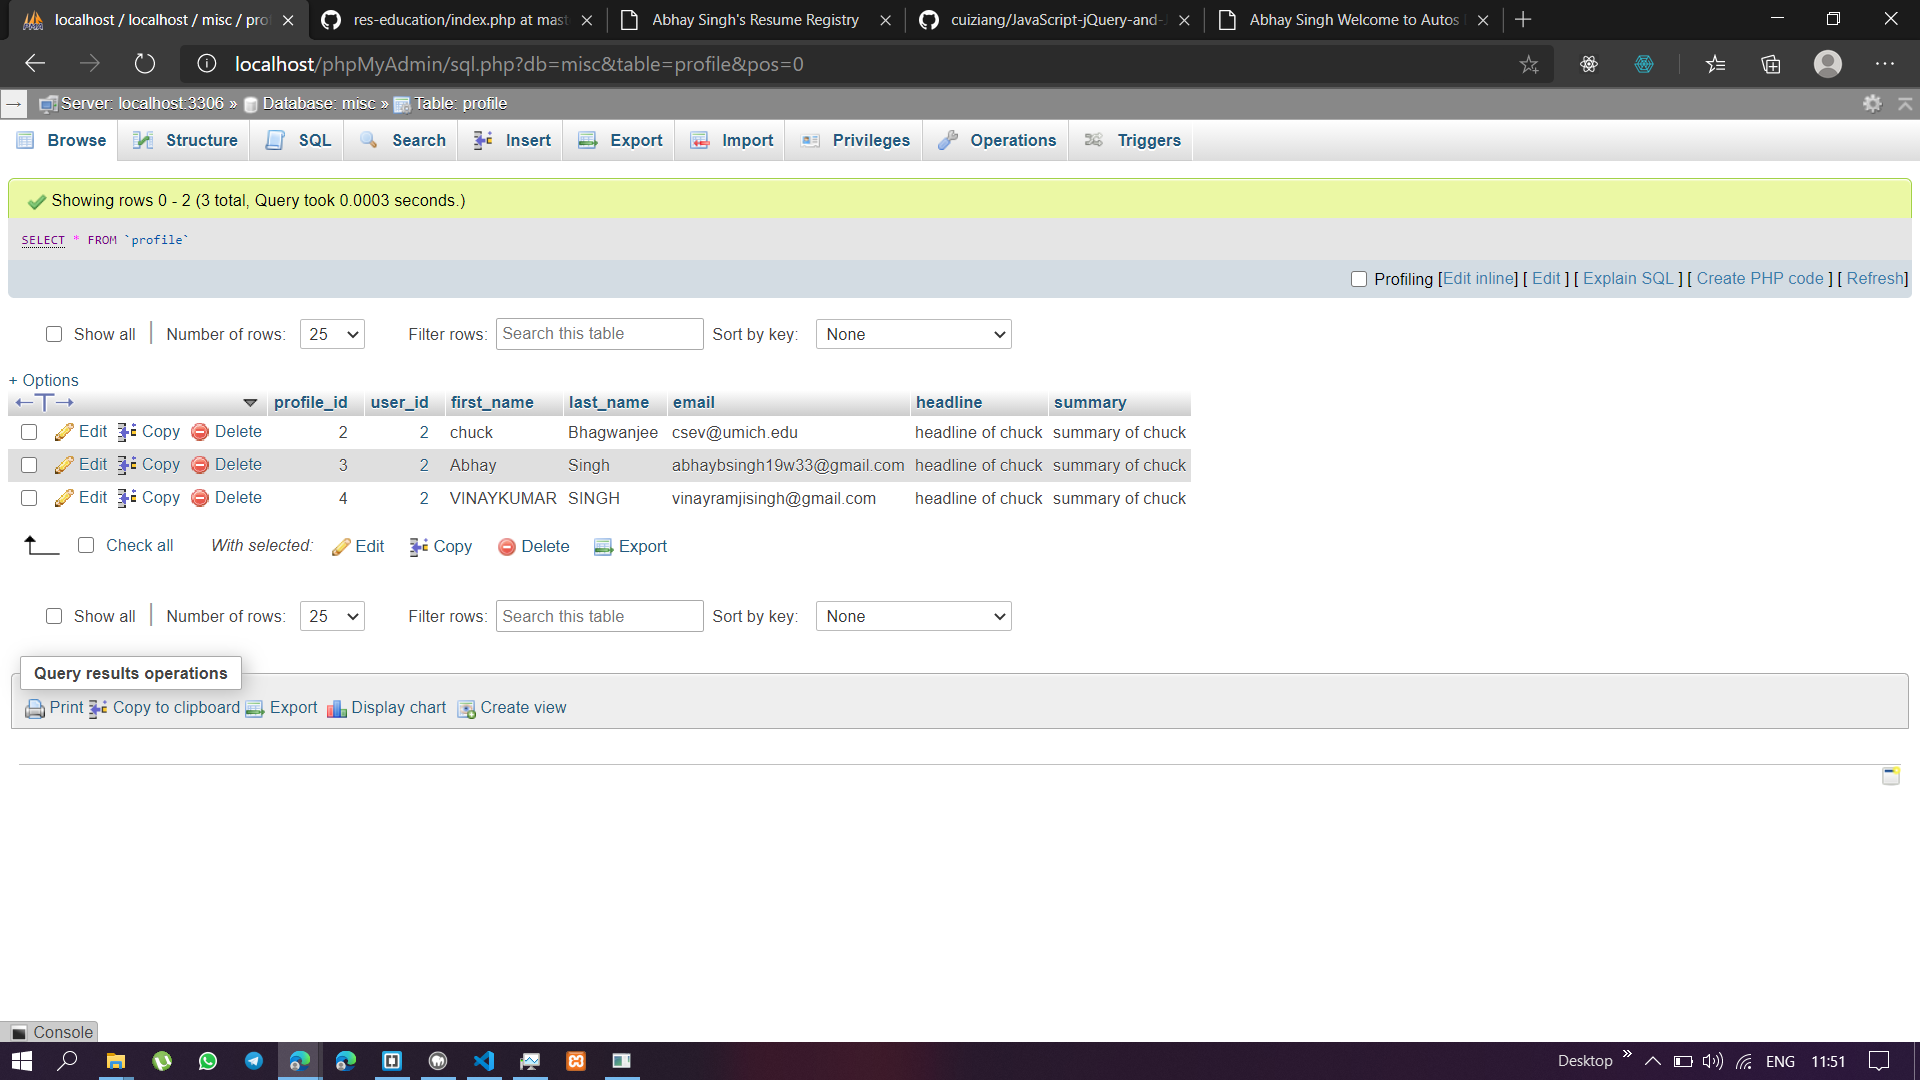 localhost / localhost / misc / pro
res-education/index.php at mast
Abhay Singh's Resume Registry
cuiziang/JavaScript-jQuery-and-
Abhay Singh Welcome to Autos
localhost/phpMyAdmin/sql.php?db=misc&table=profile&pos=0
Server: localhost:3306 » Database: misc » Table: profile
Browse Structure SQL Search Insert Export Import Privileges Operations Triggers
Showing rows 0 - 2 (3 total, Query took 0.0003 seconds.)
SELECT * FROM `profile`
Profiling [Edit inline] [ Edit ] [ Explain SQL ] [ Create PHP code ] [ Refresh]
Show all | Number of rows: 25 Filter rows: Search this table Sort by key: None
+ Options
←T→ profile_id user_id first_name last_name email headline summary
Edit Copy Delete 2 2 chuck Bhagwanjee csev@umich.edu headline of chuck summary of chuck
Edit Copy Delete 3 2 Abhay Singh abhaybsingh19w33@gmail.com headline of chuck summary of chuck
Edit Copy Delete 4 2 VINAYKUMAR SINGH vinayramjisingh@gmail.com headline of chuck summary of chuck
Check all With selected: Edit Copy Delete Export
Show all | Number of rows: 25 Filter rows: Search this table Sort by key: None
Query results operations
Print Copy to clipboard Export Display chart Create view
Console
Desktop » ENG 11:51